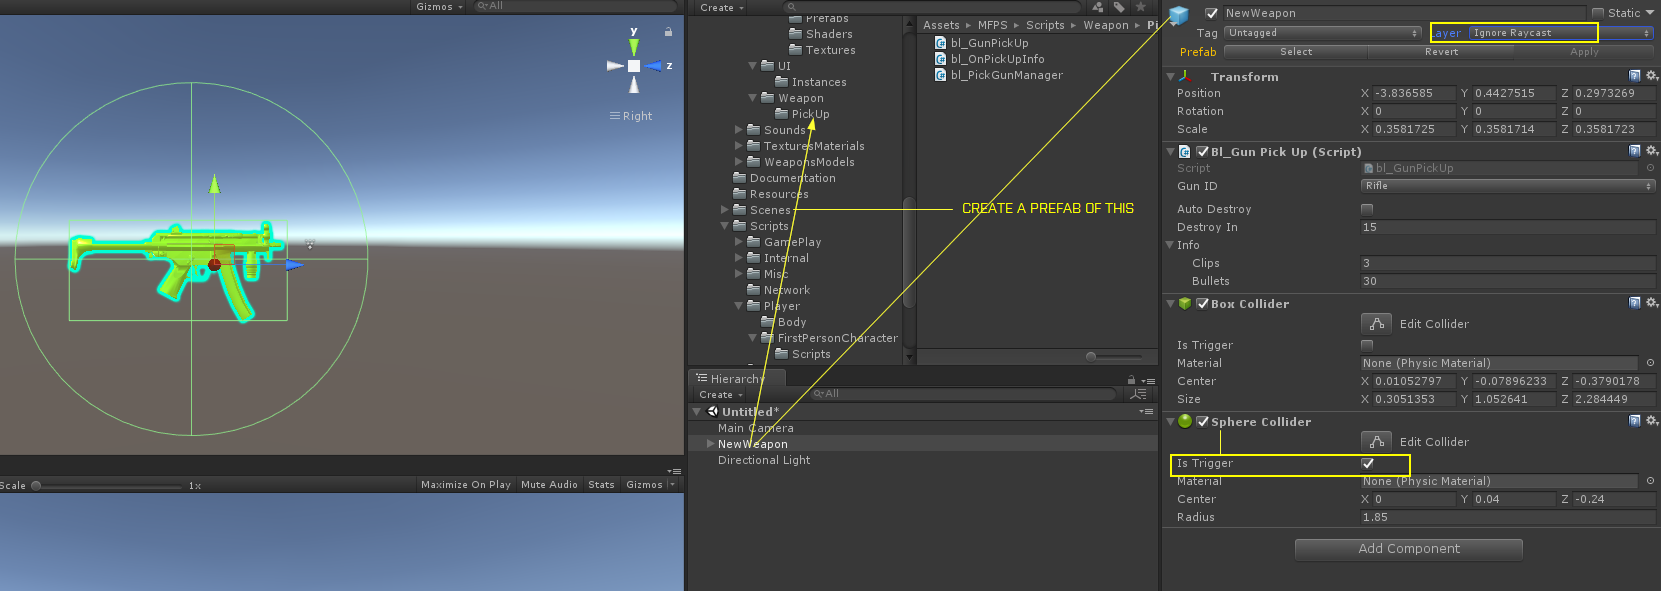 Gizmos All
y
z
Right
Scale 1x Maximize On Play Mute Audio Stats Gizmos
Create
Prefabs
Shaders
Textures
UI
Instances
Weapon
PickUp
Sounds
TexturesMaterials
WeaponsModels
Documentation
Resources
Scenes
Scripts
GamePlay
Internal
Misc
Network
Player
Body
FirstPersonCharacter
Scripts
Assets ▸ MFPS ▸ Scripts ▸ Weapon ▸ Pi
bl_GunPickUp
bl_OnPickUpInfo
bl_PickGunManager
CREATE A PREFAB OF THIS
Hierarchy
Create All
Untitled*
Main Camera
NewWeapon
Directional Light
NewWeapon Static
Tag Untagged Layer Ignore Raycast
Prefab Select Revert Apply
Transform
Position X -3.836585 Y 0.4427515 Z 0.2973269
Rotation X 0 Y 0 Z 0
Scale X 0.3581725 Y 0.3581714 Z 0.3581723
Bl_Gun Pick Up (Script)
Script bl_GunPickUp
Gun ID Rifle
Auto Destroy
Destroy In 15
Info
Clips 3
Bullets 30
Box Collider
Edit Collider
Is Trigger
Material None (Physic Material)
Center X 0.01052797 Y -0.07896233 Z -0.3790178
Size X 0.3051353 Y 1.052641 Z 2.284449
Sphere Collider
Edit Collider
Is Trigger
Material None (Physic Material)
Center X 0 Y 0.04 Z -0.24
Radius 1.85
Add Component